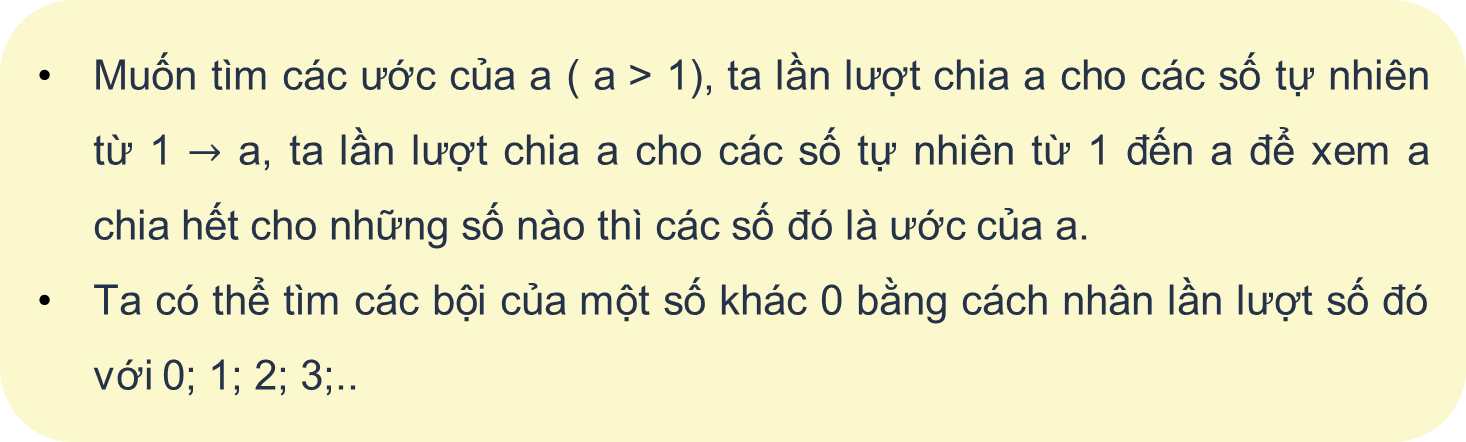 • Muốn tìm các ước của a ( a > 1), ta lần lượt chia a cho các số tự nhiên
từ 1 → a, ta lần lượt chia a cho các số tự nhiên từ 1 đến a để xem a
chia hết cho những số nào thì các số đó là ước của a.
• Ta có thể tìm các bội của một số khác 0 bằng cách nhân lần lượt số đó
với 0; 1; 2; 3;..